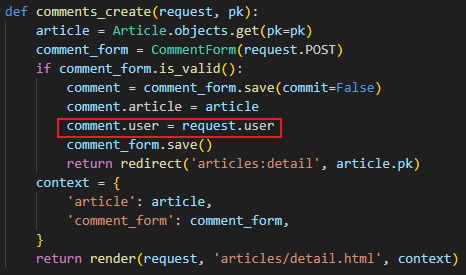 def comments_create(request, pk):
    article = Article.objects.get(pk=pk)
    comment_form = CommentForm(request.POST)
    if comment_form.is_valid():
        comment = comment_form.save(commit=False)
        comment.article = article
        comment.user = request.user
        comment_form.save()
        return redirect('articles:detail', article.pk)
    context = {
        'article': article,
        'comment_form': comment_form,
    }
    return render(request, 'articles/detail.html', context)